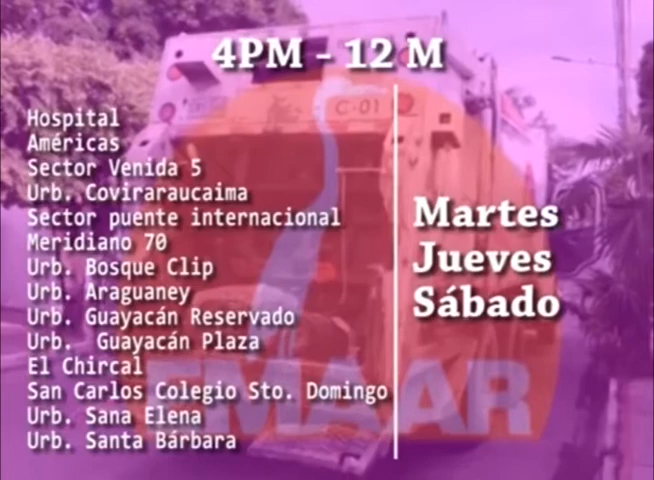 4PM - 12 M
Hospital
Américas
Sector Venida 5
Urb. Coviraraucaima
Sector puente internacional
Meridiano 70
Urb. Bosque Clip
Urb. Araguaney
Urb. Guayacán Reservado
Urb. Guayacán Plaza
El Chircal
San Carlos Colegio Sto. Domingo
Urb. Sana Elena
Urb. Santa Bárbara
Martes
Jueves
Sábado
C-01
EMAAR